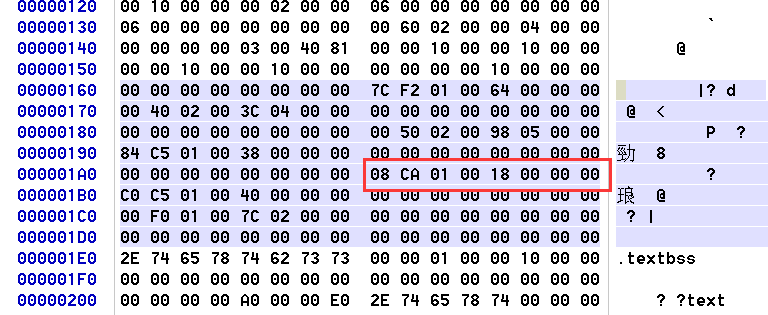 00000120 00 10 00 00 00 02 00 00 06 00 00 00 00 00 00 00
00000130 06 00 00 00 00 00 00 00 00 60 02 00 00 04 00 00 `
00000140 00 00 00 00 03 00 40 81 00 00 10 00 00 10 00 00 @
00000150 00 00 10 00 00 10 00 00 00 00 00 00 10 00 00 00
00000160 00 00 00 00 00 00 00 00 7C F2 01 00 64 00 00 00 |? d
00000170 00 40 02 00 3C 04 00 00 00 00 00 00 00 00 00 00 @ <
00000180 00 00 00 00 00 00 00 00 00 50 02 00 98 05 00 00 P ?
00000190 84 C5 01 00 38 00 00 00 00 00 00 00 00 00 00 00 勁 8
000001A0 00 00 00 00 00 00 00 00 08 CA 01 00 18 00 00 00 ?
000001B0 C0 C5 01 00 40 00 00 00 00 00 00 00 00 00 00 00 琅 @
000001C0 00 F0 01 00 7C 02 00 00 00 00 00 00 00 00 00 00 ? |
000001D0 00 00 00 00 00 00 00 00 00 00 00 00 00 00 00 00
000001E0 2E 74 65 78 74 62 73 73 00 00 01 00 00 10 00 00 .textbss
000001F0 00 00 00 00 00 00 00 00 00 00 00 00 00 00 00 00
00000200 00 00 00 00 A0 00 00 E0 2E 74 65 78 74 00 00 00 ? ?text